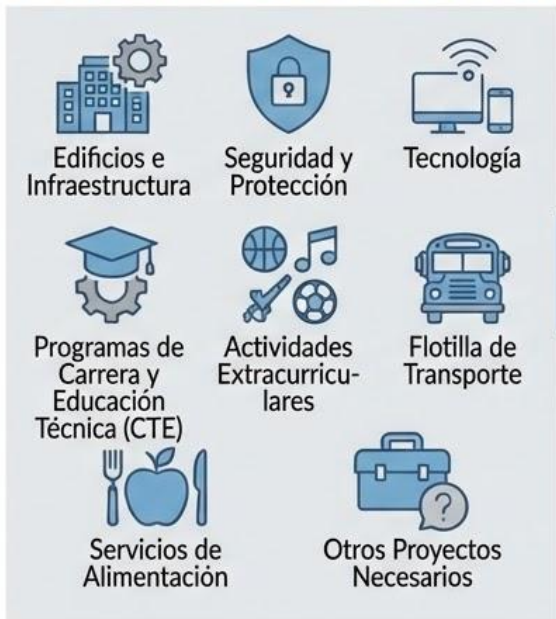 Edificios e
Infraestructura
Seguridad y
Protección
Tecnología
Programas de
Carrera y
Educación
Técnica (CTE)
Actividades
Extracurricu-
lares
Flotilla de
Transporte
Servicios de
Alimentación
?
Otros Proyectos
Necesarios